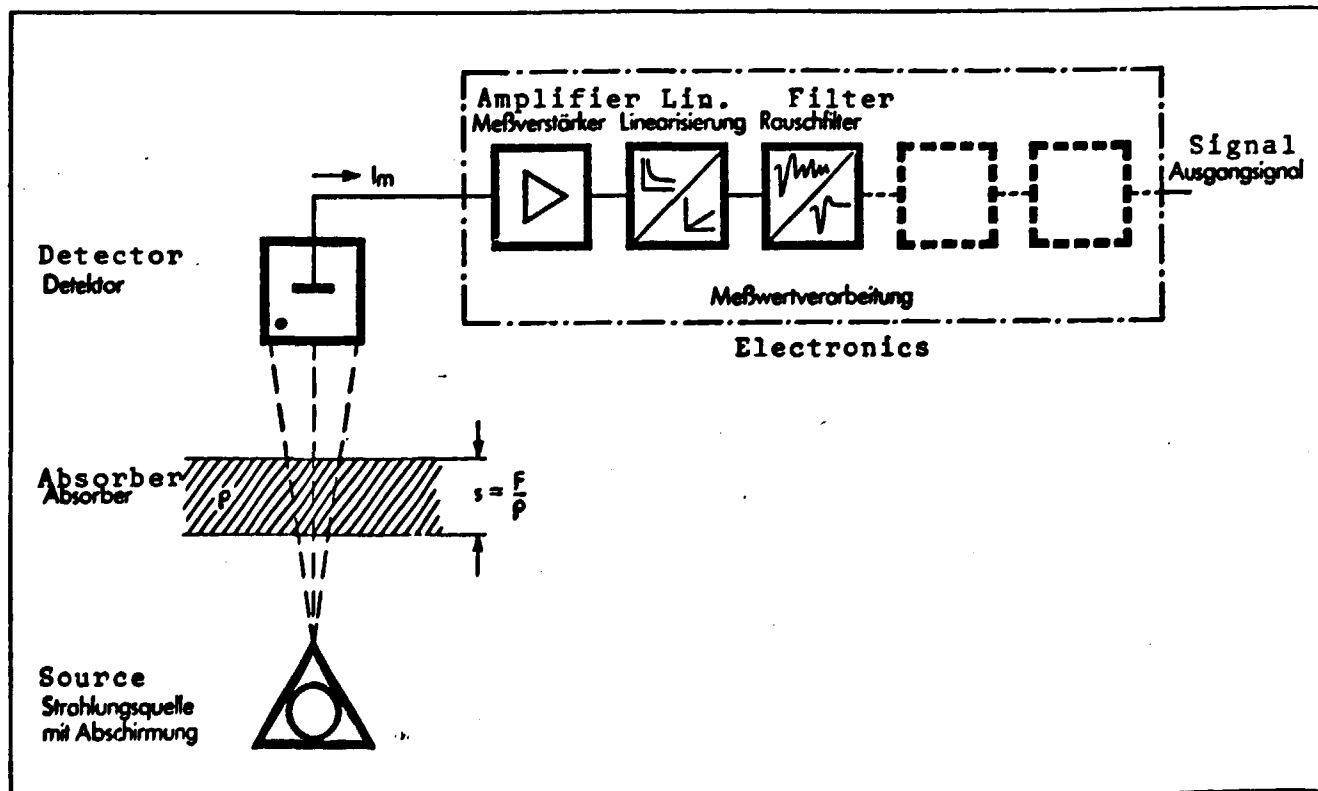 Amplifier Lin. Filter
Meßverstärker Linearisierung Rauschfilter
Signal
Ausgangsignal
Im
Detector
Detektor
Meßwertverarbeitung
Electronics
Absorber
Absorber
ρ
s = F/ρ
Source
Strahlungsquelle
mit Abschirmung